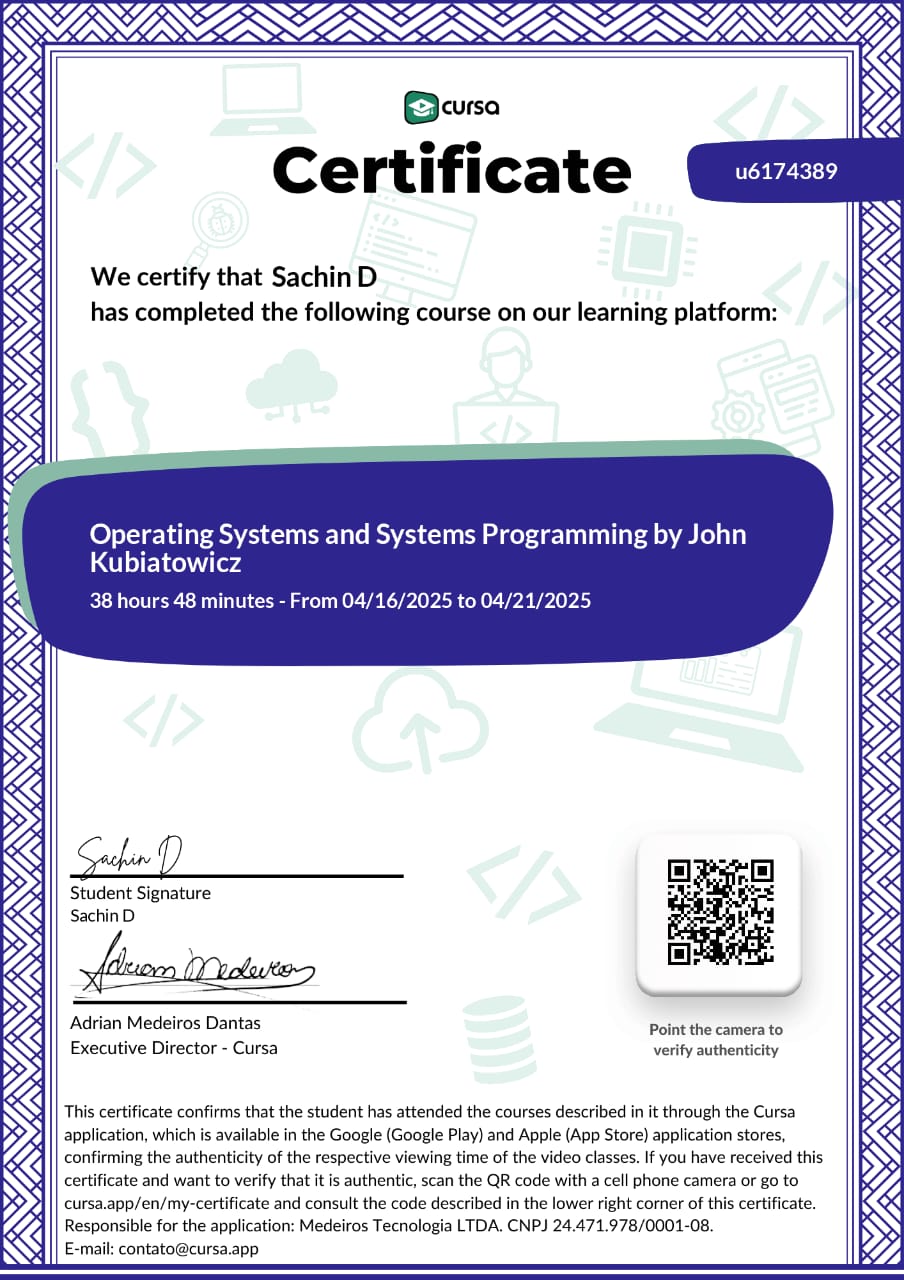 cursa
Certificate
u6174389
We certify that Sachin D
has completed the following course on our learning platform:
Operating Systems and Systems Programming by John
Kubiatowicz
38 hours 48 minutes - From 04/16/2025 to 04/21/2025
Sachin D
Student Signature
Sachin D
Adrian Medeiros
Adrian Medeiros Dantas
Executive Director - Cursa
Point the camera to
verify authenticity
This certificate confirms that the student has attended the courses described in it through the Cursa
application, which is available in the Google (Google Play) and Apple (App Store) application stores,
confirming the authenticity of the respective viewing time of the video classes. If you have received this
certificate and want to verify that it is authentic, scan the QR code with a cell phone camera or go to
cursa.app/en/my-certificate and consult the code described in the lower right corner of this certificate.
Responsible for the application: Medeiros Tecnologia LTDA. CNPJ 24.471.978/0001-08.
E-mail: contato@cursa.app